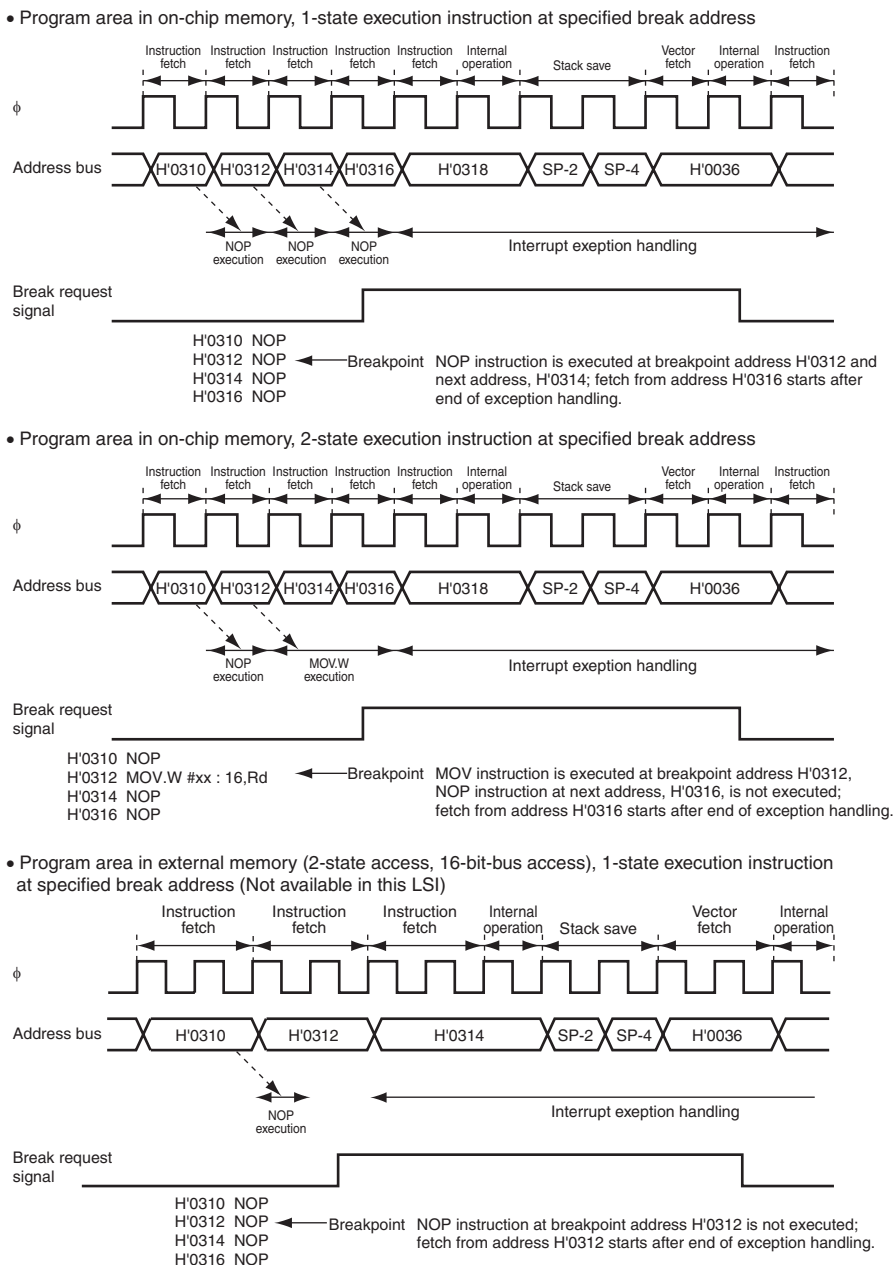 • Program area in on-chip memory, 1-state execution instruction at specified break address
Instruction fetch Instruction fetch Instruction fetch Instruction fetch Instruction fetch Internal operation Stack save Vector fetch Internal operation Instruction fetch
ϕ
Address bus H'0310 H'0312 H'0314 H'0316 H'0318 SP-2 SP-4 H'0036
NOP execution NOP execution NOP execution Interrupt exeption handling
Break request signal
H'0310 NOP
H'0312 NOP Breakpoint NOP instruction is executed at breakpoint address H'0312 and
H'0314 NOP next address, H'0314; fetch from address H'0316 starts after
H'0316 NOP end of exception handling.
• Program area in on-chip memory, 2-state execution instruction at specified break address
Instruction fetch Instruction fetch Instruction fetch Instruction fetch Instruction fetch Internal operation Stack save Vector fetch Internal operation Instruction fetch
ϕ
Address bus H'0310 H'0312 H'0314 H'0316 H'0318 SP-2 SP-4 H'0036
NOP execution MOV.W execution Interrupt exeption handling
Break request signal
H'0310 NOP
H'0312 MOV.W #xx : 16,Rd Breakpoint MOV instruction is executed at breakpoint address H'0312,
H'0314 NOP NOP instruction at next address, H'0316, is not executed;
H'0316 NOP fetch from address H'0316 starts after end of exception handling.
• Program area in external memory (2-state access, 16-bit-bus access), 1-state execution instruction
at specified break address (Not available in this LSI)
Instruction fetch Instruction fetch Instruction fetch Internal operation Stack save Vector fetch Internal operation
ϕ
Address bus H'0310 H'0312 H'0314 SP-2 SP-4 H'0036
NOP execution Interrupt exeption handling
Break request signal
H'0310 NOP
H'0312 NOP Breakpoint NOP instruction at breakpoint address H'0312 is not executed;
H'0314 NOP fetch from address H'0312 starts after end of exception handling.
H'0316 NOP